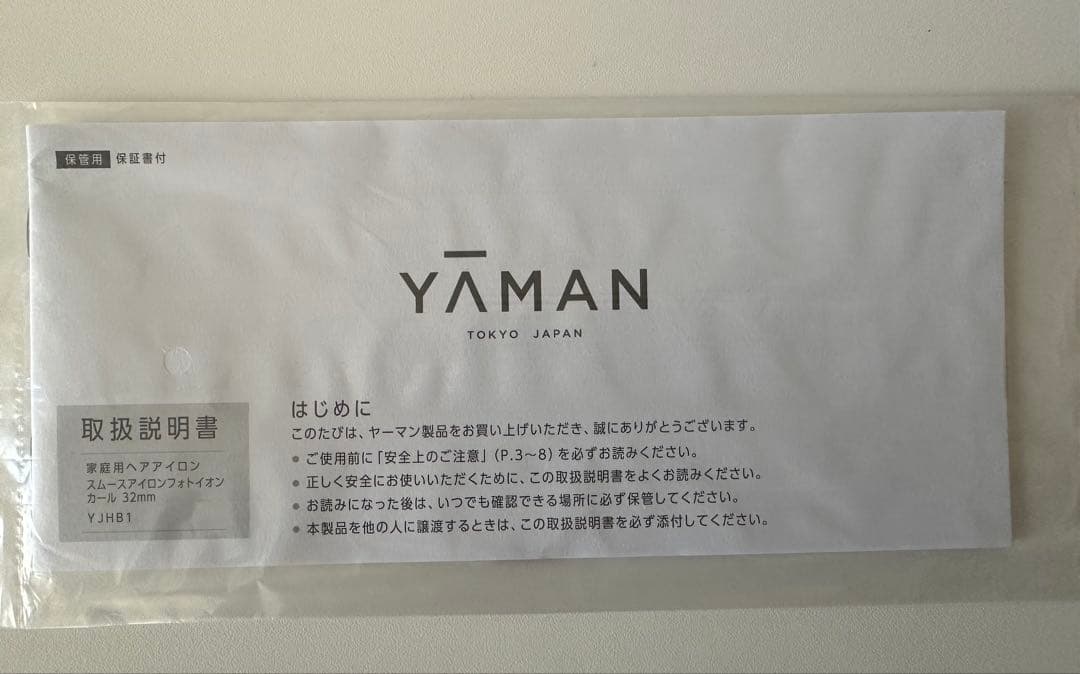 保管用 保証書付
YAMAN
TOKYO JAPAN
取扱説明書
家庭用ヘアアイロン
スムースアイロンフォトイオン
カール 32mm
YJHB1
はじめに
このたびは、ヤーマン製品をお買い上げいただき、誠にありがとうございます。
● ご使用前に「安全上のご注意」(P.3〜8)を必ずお読みください。
● 正しく安全にお使いいただくために、この取扱説明書をよくお読みください。
● お読みになった後は、いつでも確認できる場所に必ず保管してください。
● 本製品を他の人に譲渡するときは、この取扱説明書を必ず添付してください。